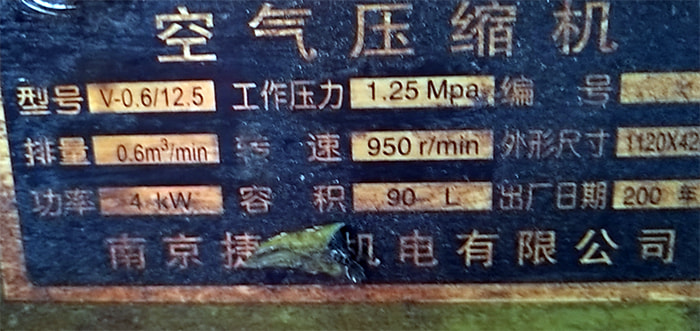 空气压缩机
型号 V-0.6/12.5 工作压力 1.25 Mpa 编号
排量 0.6m³/min 转速 950 r/min 外形尺寸 1120X42
功率 4 kW 容积 90 L 出厂日期 200 年
南京捷 机电有限公司